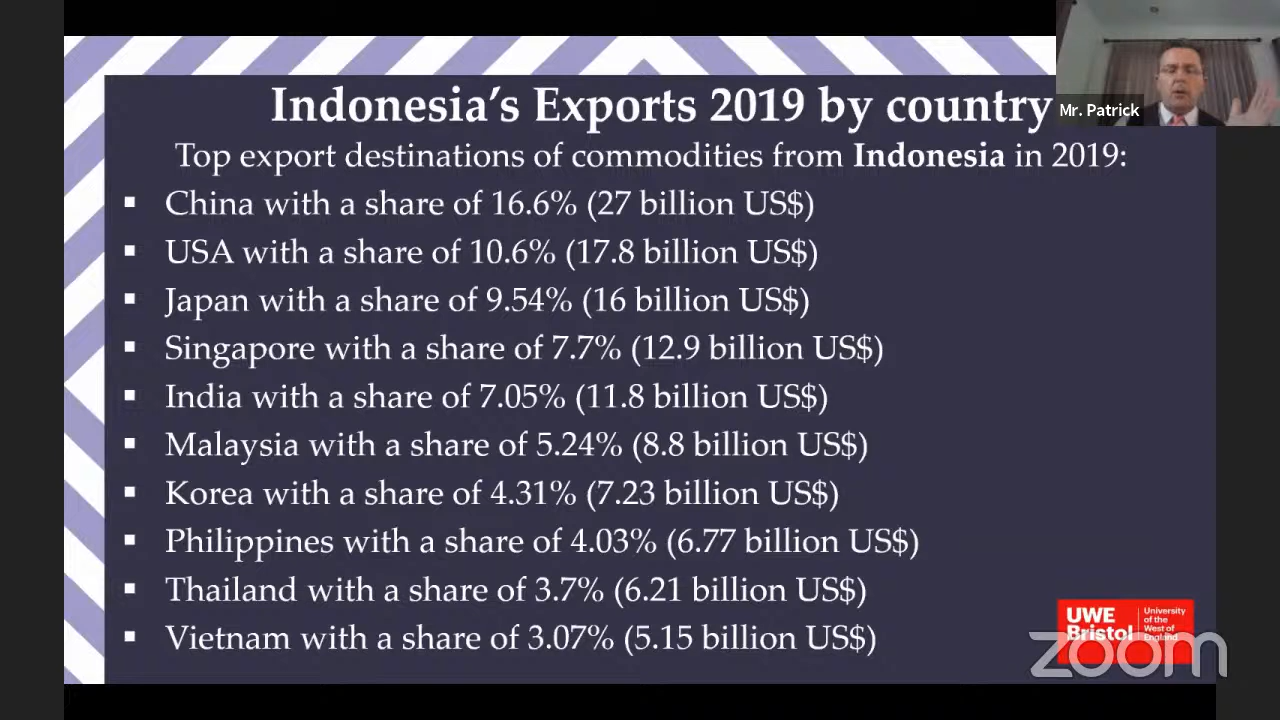 Indonesia's Exports 2019 by country
Mr. Patrick
Top export destinations of commodities from Indonesia in 2019:
▪ China with a share of 16.6% (27 billion US$)
▪ USA with a share of 10.6% (17.8 billion US$)
▪ Japan with a share of 9.54% (16 billion US$)
▪ Singapore with a share of 7.7% (12.9 billion US$)
▪ India with a share of 7.05% (11.8 billion US$)
▪ Malaysia with a share of 5.24% (8.8 billion US$)
▪ Korea with a share of 4.31% (7.23 billion US$)
▪ Philippines with a share of 4.03% (6.77 billion US$)
▪ Thailand with a share of 3.7% (6.21 billion US$)
▪ Vietnam with a share of 3.07% (5.15 billion US$)
UWE
Bristol
University
of the
West of
England
zoom